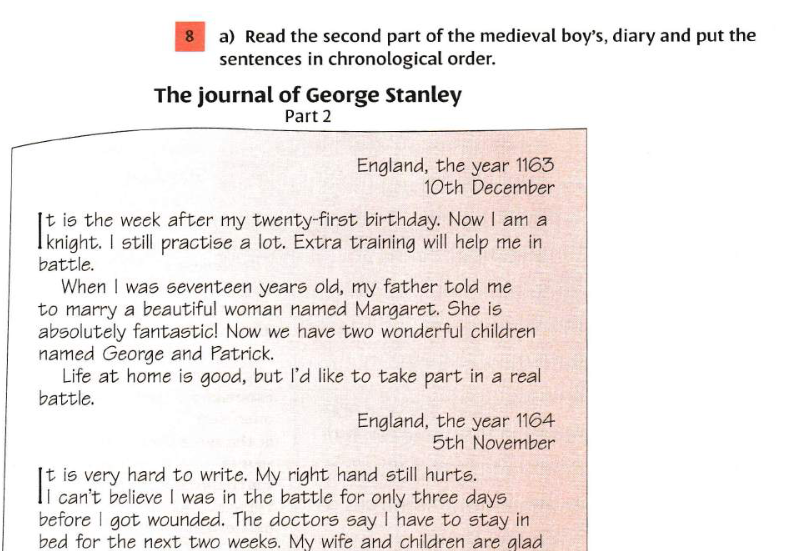 8 a) Read the second part of the medieval boy's, diary and put the
sentences in chronological order.
The journal of George Stanley
Part 2
England, the year 1163
10th December
It is the week after my twenty-first birthday. Now I am a
knight. I still practise a lot. Extra training will help me in
battle.
When I was seventeen years old, my father told me
to marry a beautiful woman named Margaret. She is
absolutely fantastic! Now we have two wonderful children
named George and Patrick.
Life at home is good, but I'd like to take part in a real
battle.
England, the year 1164
5th November
It is very hard to write. My right hand still hurts.
I can't believe I was in the battle for only three days
before I got wounded. The doctors say I have to stay in
bed for the next two weeks. My wife and children are glad